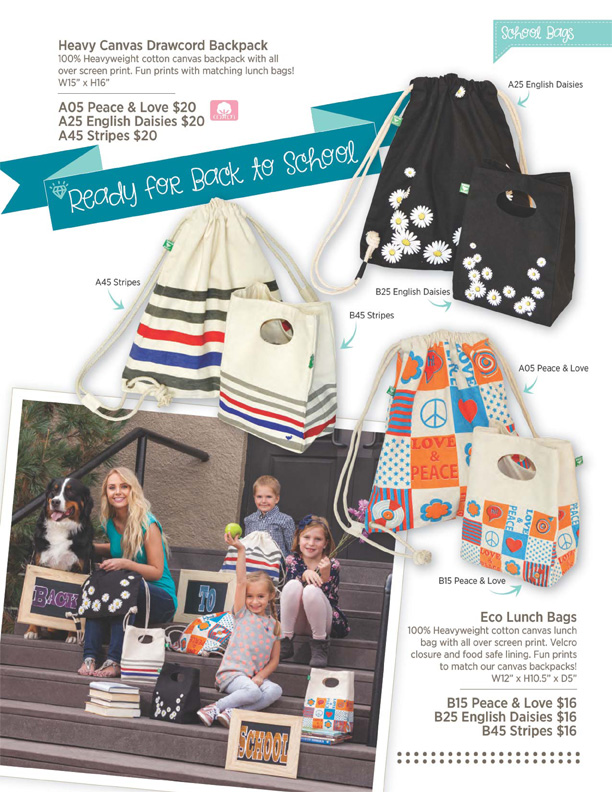 School Bags
Heavy Canvas Drawcord Backpack
100% Heavyweight cotton canvas backpack with all
over screen print. Fun prints with matching lunch bags!
W15" x H16"
A05 Peace & Love $20
A25 English Daisies $20
A45 Stripes $20
A25 English Daisies
Ready for Back to School
A45 Stripes
B25 English Daisies
B45 Stripes
A05 Peace & Love
LOVE
&
PEACE
B15 Peace & Love
BACK
TO
SCHOOL
Eco Lunch Bags
100% Heavyweight cotton canvas lunch
bag with all over screen print. Velcro
closure and food safe lining. Fun prints
to match our canvas backpacks!
W12" x H10.5" x D5"
B15 Peace & Love $16
B25 English Daisies $16
B45 Stripes $16